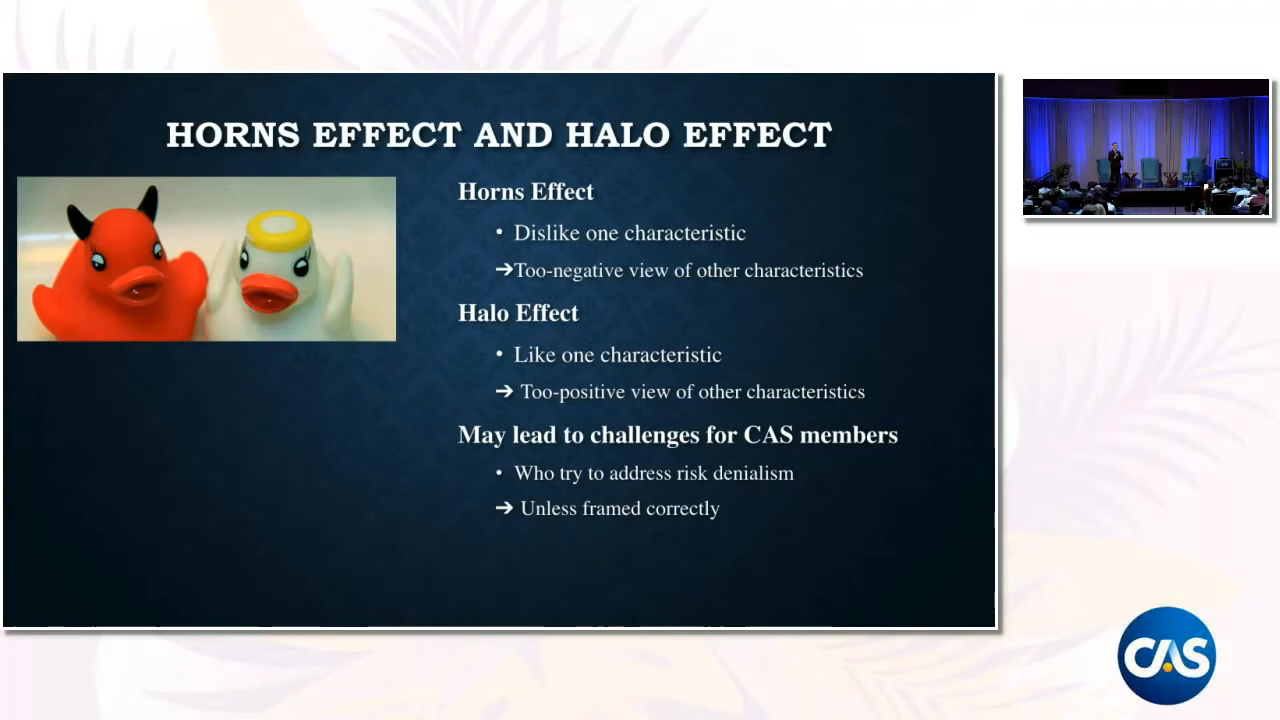 HORNS EFFECT AND HALO EFFECT
Horns Effect
• Dislike one characteristic
➔Too-negative view of other characteristics
Halo Effect
• Like one characteristic
➔ Too-positive view of other characteristics
May lead to challenges for CAS members
• Who try to address risk denialism
➔ Unless framed correctly
CAS